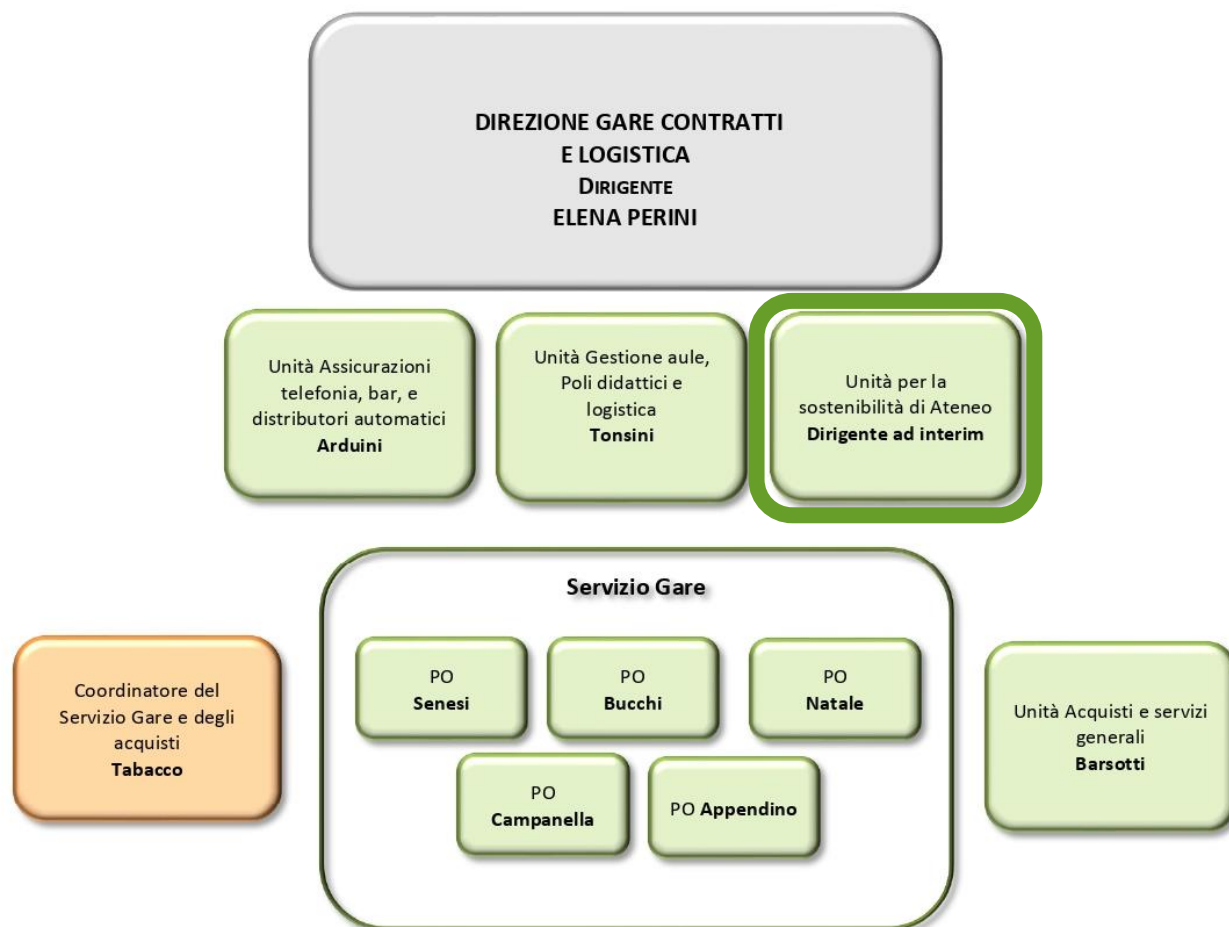 DIREZIONE GARE CONTRATTI
E LOGISTICA
DIRIGENTE
ELENA PERINI
Unità Assicurazioni
telefonia, bar, e
distributori automatici
Arduini
Unità Gestione aule,
Poli didattici e
logistica
Tonsini
Unità per la
sostenibilità di Ateneo
Dirigente ad interim
Servizio Gare
Coordinatore del
Servizio Gare e degli
acquisti
Tabacco
PO
Senesi
PO
Bucchi
PO
Natale
PO
Campanella
PO Appendino
Unità Acquisti e servizi
generali
Barsotti